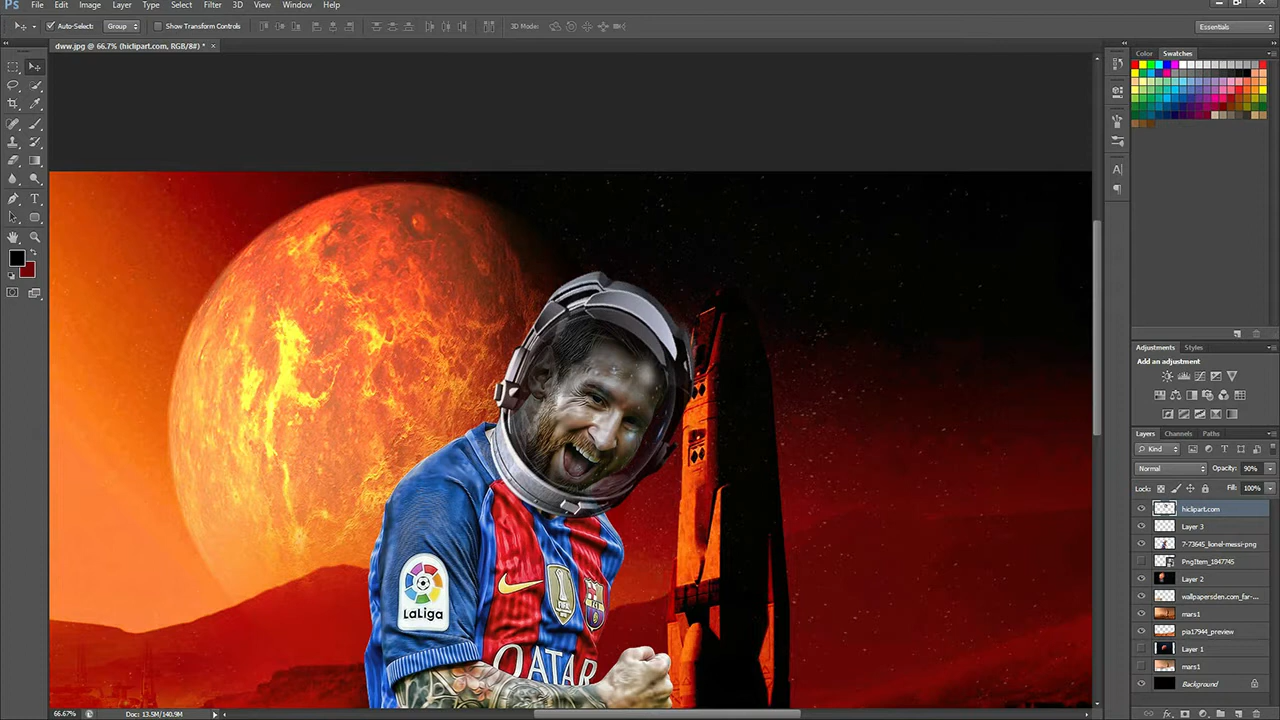 Ps File Edit Image Layer Type Select Filter 3D View Window Help
Auto-Select: Group Show Transform Controls 3D Mode: Essentials
dww.jpg @ 66.7% (hiclipart.com, RGB/8#) *
Color Swatches
Adjustments Styles
Add an adjustment
Layers Channels Paths
Kind
Normal Opacity: 90%
Lock: Fill: 100%
hiclipart.com
Layer 3
7-73645_lionel-messi-png
PngItem_1847745
Layer 2
wallpapersden.com_far-...
mars1
pia17944_preview
Layer 1
mars1
Background
LaLiga
QATAR
66.67% Doc: 13.5M/140.9M